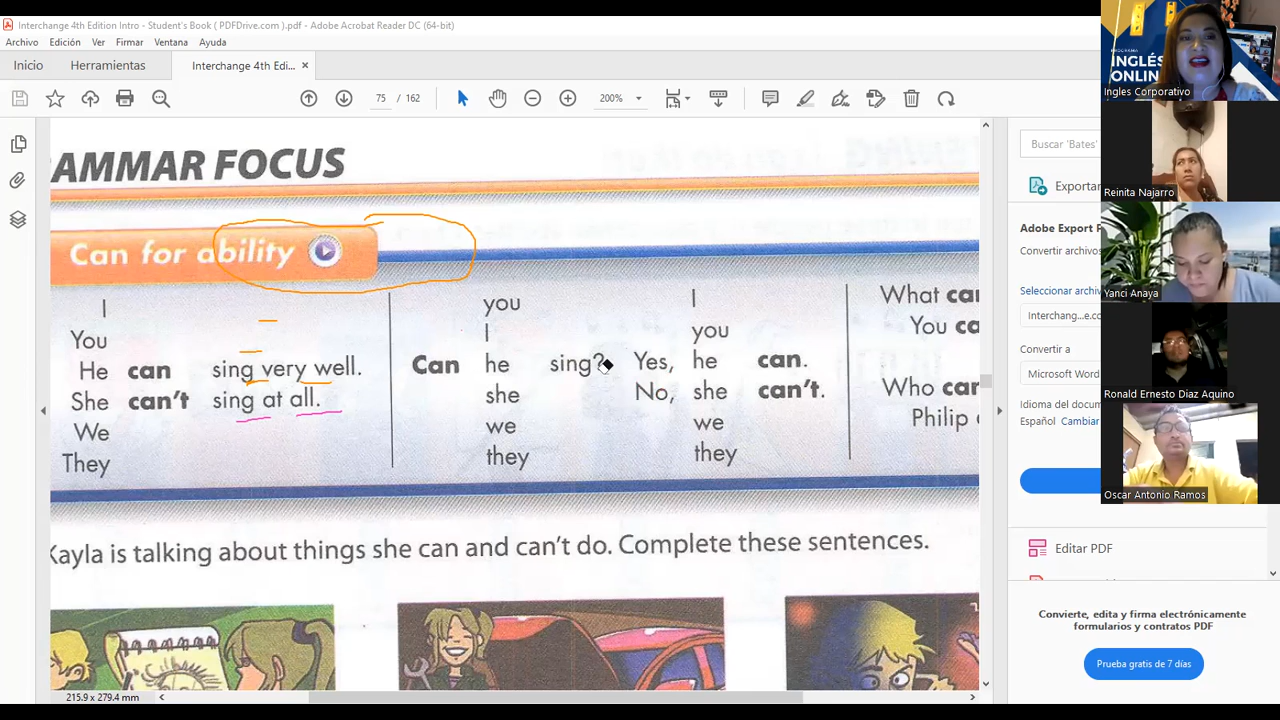 Interchange 4th Edition Intro - Student's Book ( PDFDrive.com ).pdf - Adobe Acrobat Reader DC (64-bit)
Archivo Edición Ver Firmar Ventana Ayuda
Inicio Herramientas Interchange 4th Edi... ×
75 / 162 200%
AMMAR FOCUS
Can for ability
I
You
He can sing very well.
She can't sing at all.
We
They
you
I
Can he sing?
she
we
they
I
you
Yes, he can.
No, she can't.
we
they
What can
You ca
Who can
Philip
Kayla is talking about things she can and can't do. Complete these sentences.
215.9 x 279.4 mm
Buscar 'Bates'
Exportar
Adobe Export P
Convertir archivos
Seleccionar archiv
Interchang...e.co
Convertir a
Microsoft Word
Idioma del docum
Español Cambiar
Editar PDF
Convierte, edita y firma electrónicamente
formularios y contratos PDF
Prueba gratis de 7 días
PROGRAMA
INGLÉS
ONLIN
Ingles Corporativo
Reinita Najarro
Yanci Anaya
Ronald Ernesto Diaz Aquino
Oscar Antonio Ramos